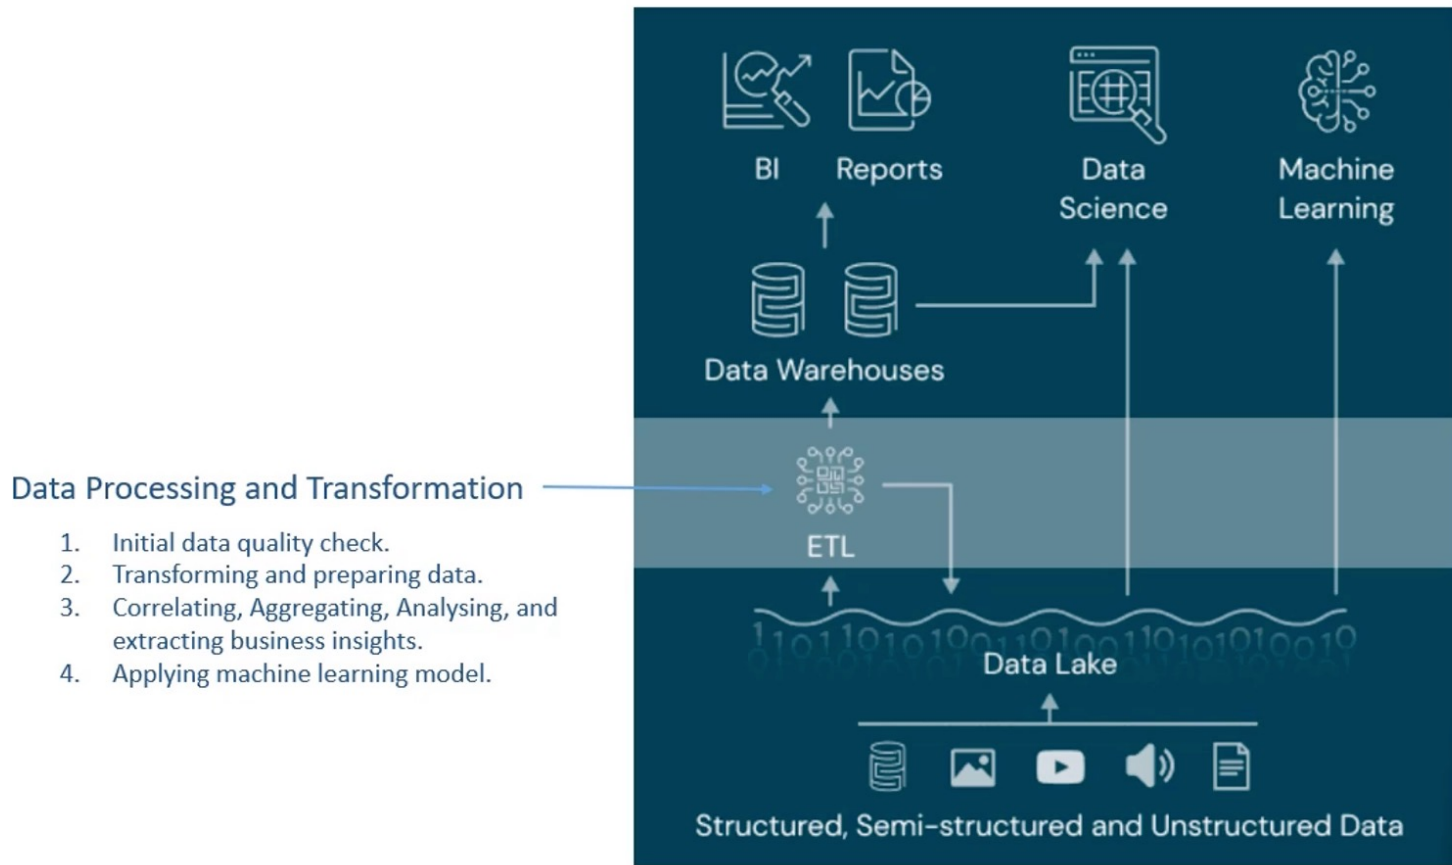 BI
Reports
Data
Science
Machine
Learning
Data Warehouses
Data Processing and Transformation
1. Initial data quality check.
2. Transforming and preparing data.
3. Correlating, Aggregating, Analysing, and
extracting business insights.
4. Applying machine learning model.
ETL
Data Lake
Structured, Semi-structured and Unstructured Data